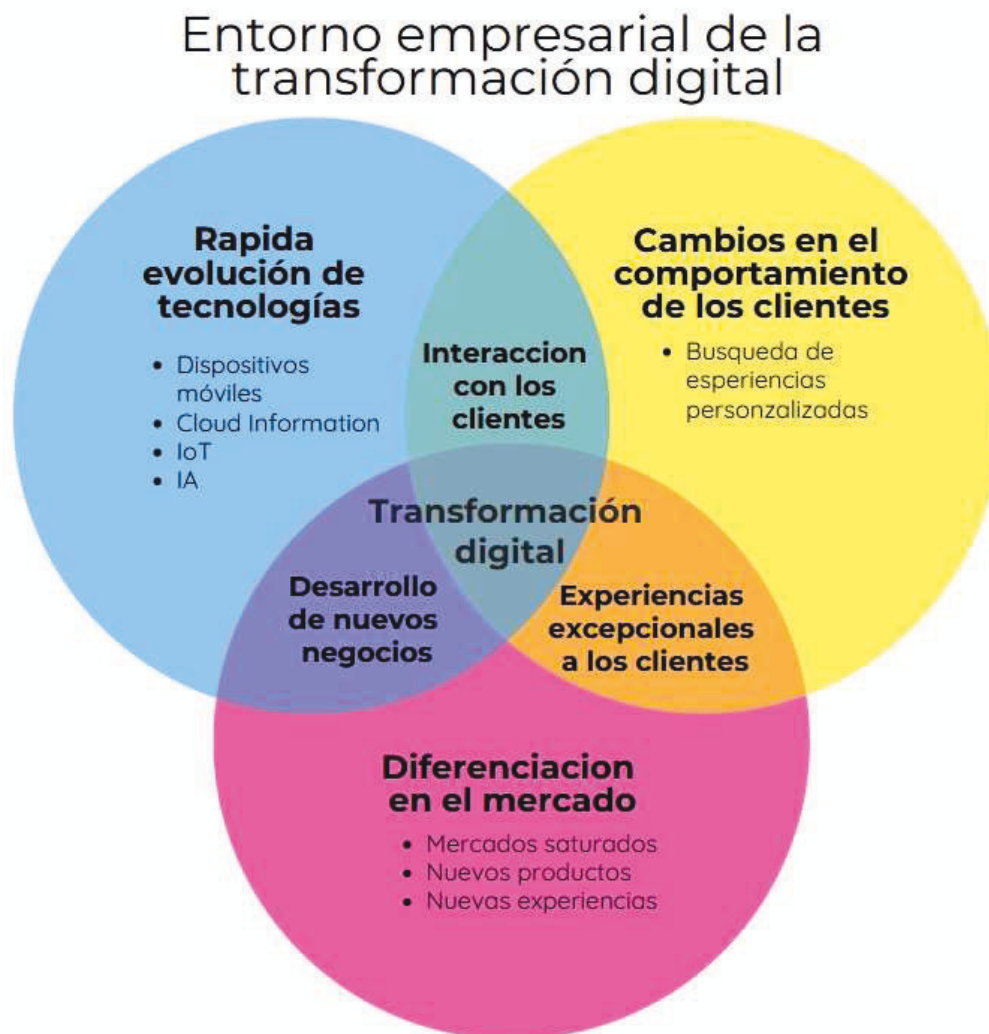 Entorno empresarial de la
transformación digital
Rapida
evolución de
tecnologías
• Dispositivos
móviles
• Cloud Information
• IoT
• IA
Interaccion
con los
clientes
Cambios en el
comportamiento
de los clientes
• Busqueda de
esperiencias
personzalizadas
Transformación
digital
Desarrollo
de nuevos
negocios
Experiencias
excepcionales
a los clientes
Diferenciacion
en el mercado
• Mercados saturados
• Nuevos productos
• Nuevas experiencias